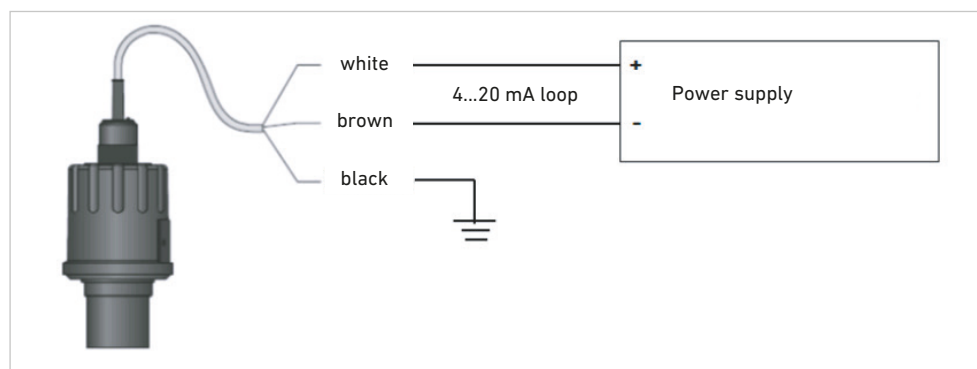 white
+
4...20 mA loop
Power supply
brown
-
black